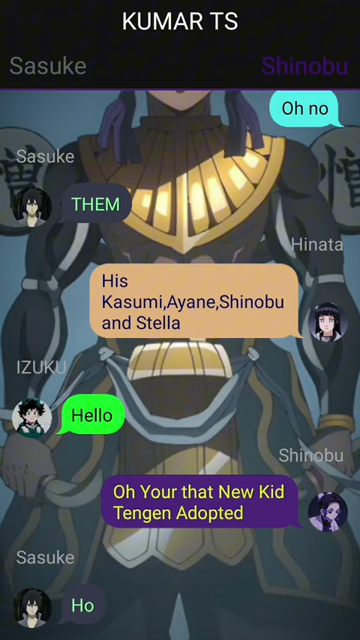 KUMAR TS
Sasuke
Shinobu
Oh no
Sasuke
THEM
Hinata
His
Kasumi,Ayane,Shinobu
and Stella
IZUKU
Hello
Shinobu
Oh Your that New Kid
Tengen Adopted
Sasuke
Ho